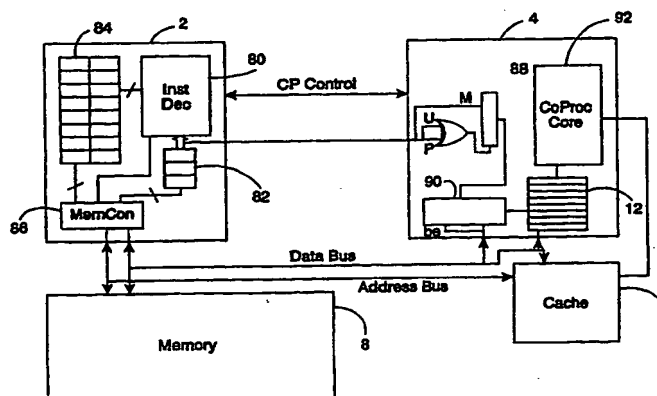 84
2
80
4
92
88
Inst
Dec
CP Control
M
CoProc
Core
U
P
90
82
86
MemCon
12
Data Bus
Address Bus
Cache
Memory
8